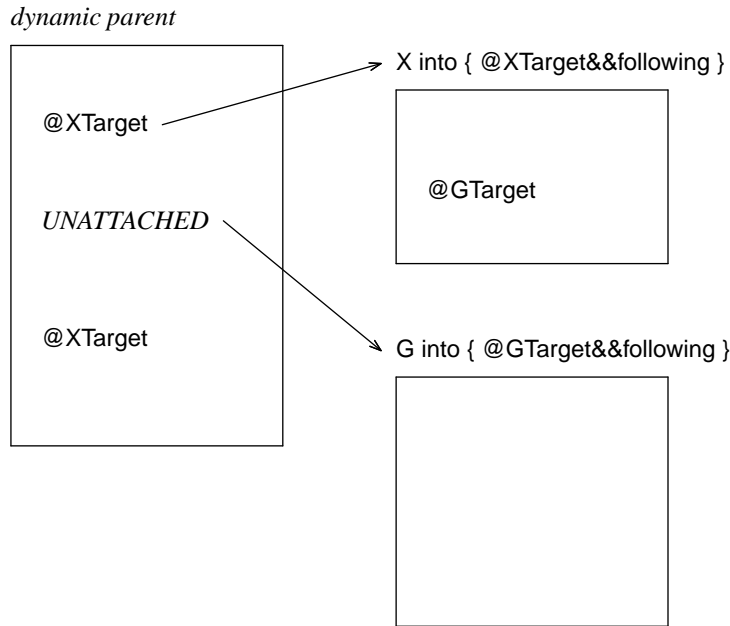 dynamic parent
X into { @XTarget&&following }
@XTarget
@GTarget
UNATTACHED
@XTarget
G into { @GTarget&&following }